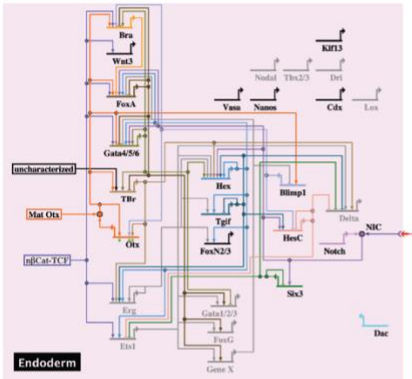 Bra
Klf13
Wnt3
Nodal Tbx2/3 Dri
FoxA
Vasa Nanos Cdx Lox
Gata4/5/6
uncharacterized
Hex
Blimp1
TBr
Mat Otx
Tgif
Delta
Otx
FoxN2/3
HesC
NIC
Notch
nβCat-TCF
Six3
Erg
Gata1/2/3
Ets1
FoxG
Dac
Endoderm
Gene X